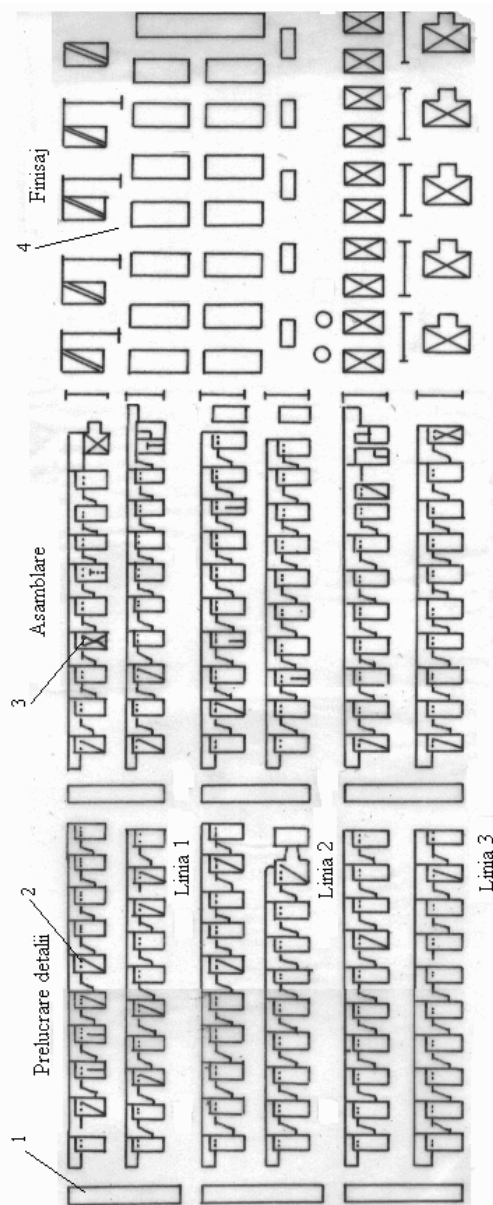 Prelucrare detalii
Asamblare
Finisaj
1
2
3
4
Linia 1
Linia 2
Linia 3